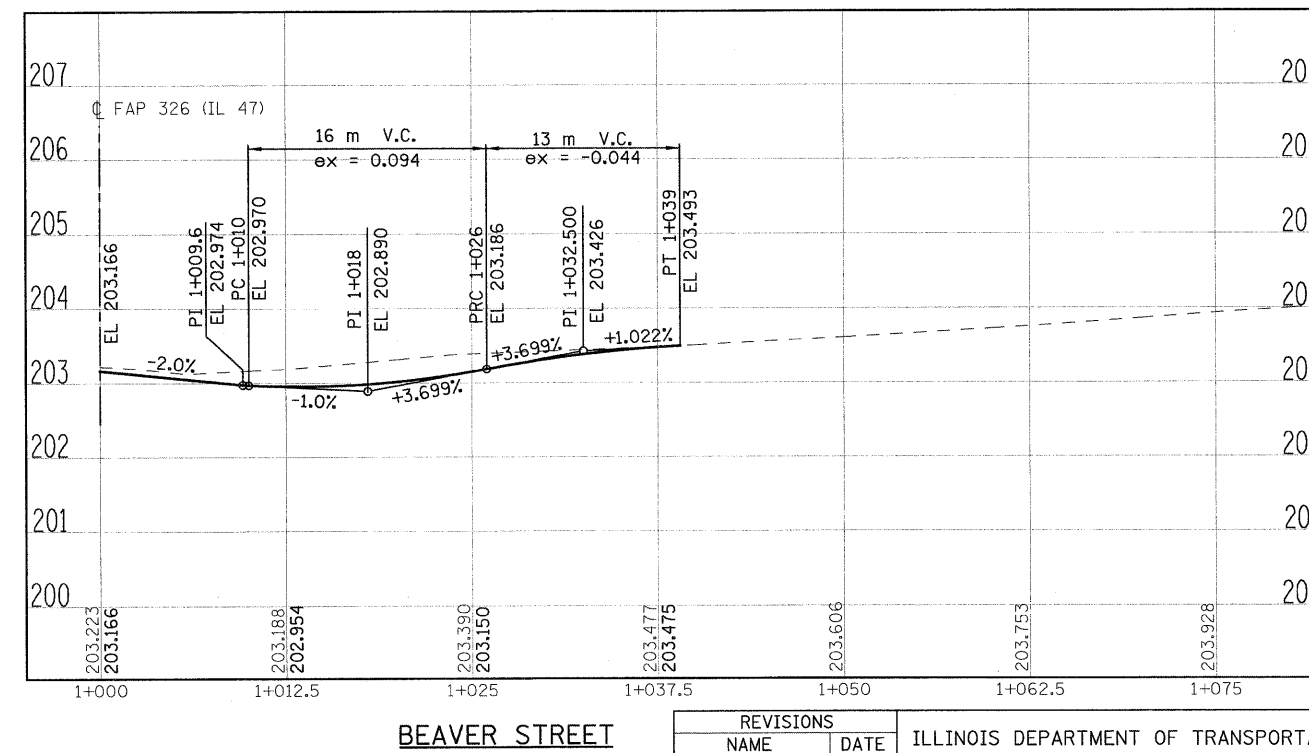 207
206
205
204
203
202
201
200
20
20
20
20
20
20
20
20
℄ FAP 326 (IL 47)
16 m V.C.
ex = 0.094
13 m V.C.
ex = -0.044
EL 203.166
PI 1+009.6
EL 202.974
PC 1+010
EL 202.970
PI 1+018
EL 202.890
PRC 1+026
EL 203.186
PI 1+032.500
EL 203.426
PT 1+039
EL 203.493
-2.0%
-1.0%
+3.699%
+3.699%
+1.022%
203.223
203.166
203.188
202.954
203.390
203.150
203.477
203.475
203.606
203.753
203.928
1+000
1+012.5
1+025
1+037.5
1+050
1+062.5
1+075
BEAVER STREET
REVISIONS
NAME DATE
ILLINOIS DEPARTMENT OF TRANSPORT